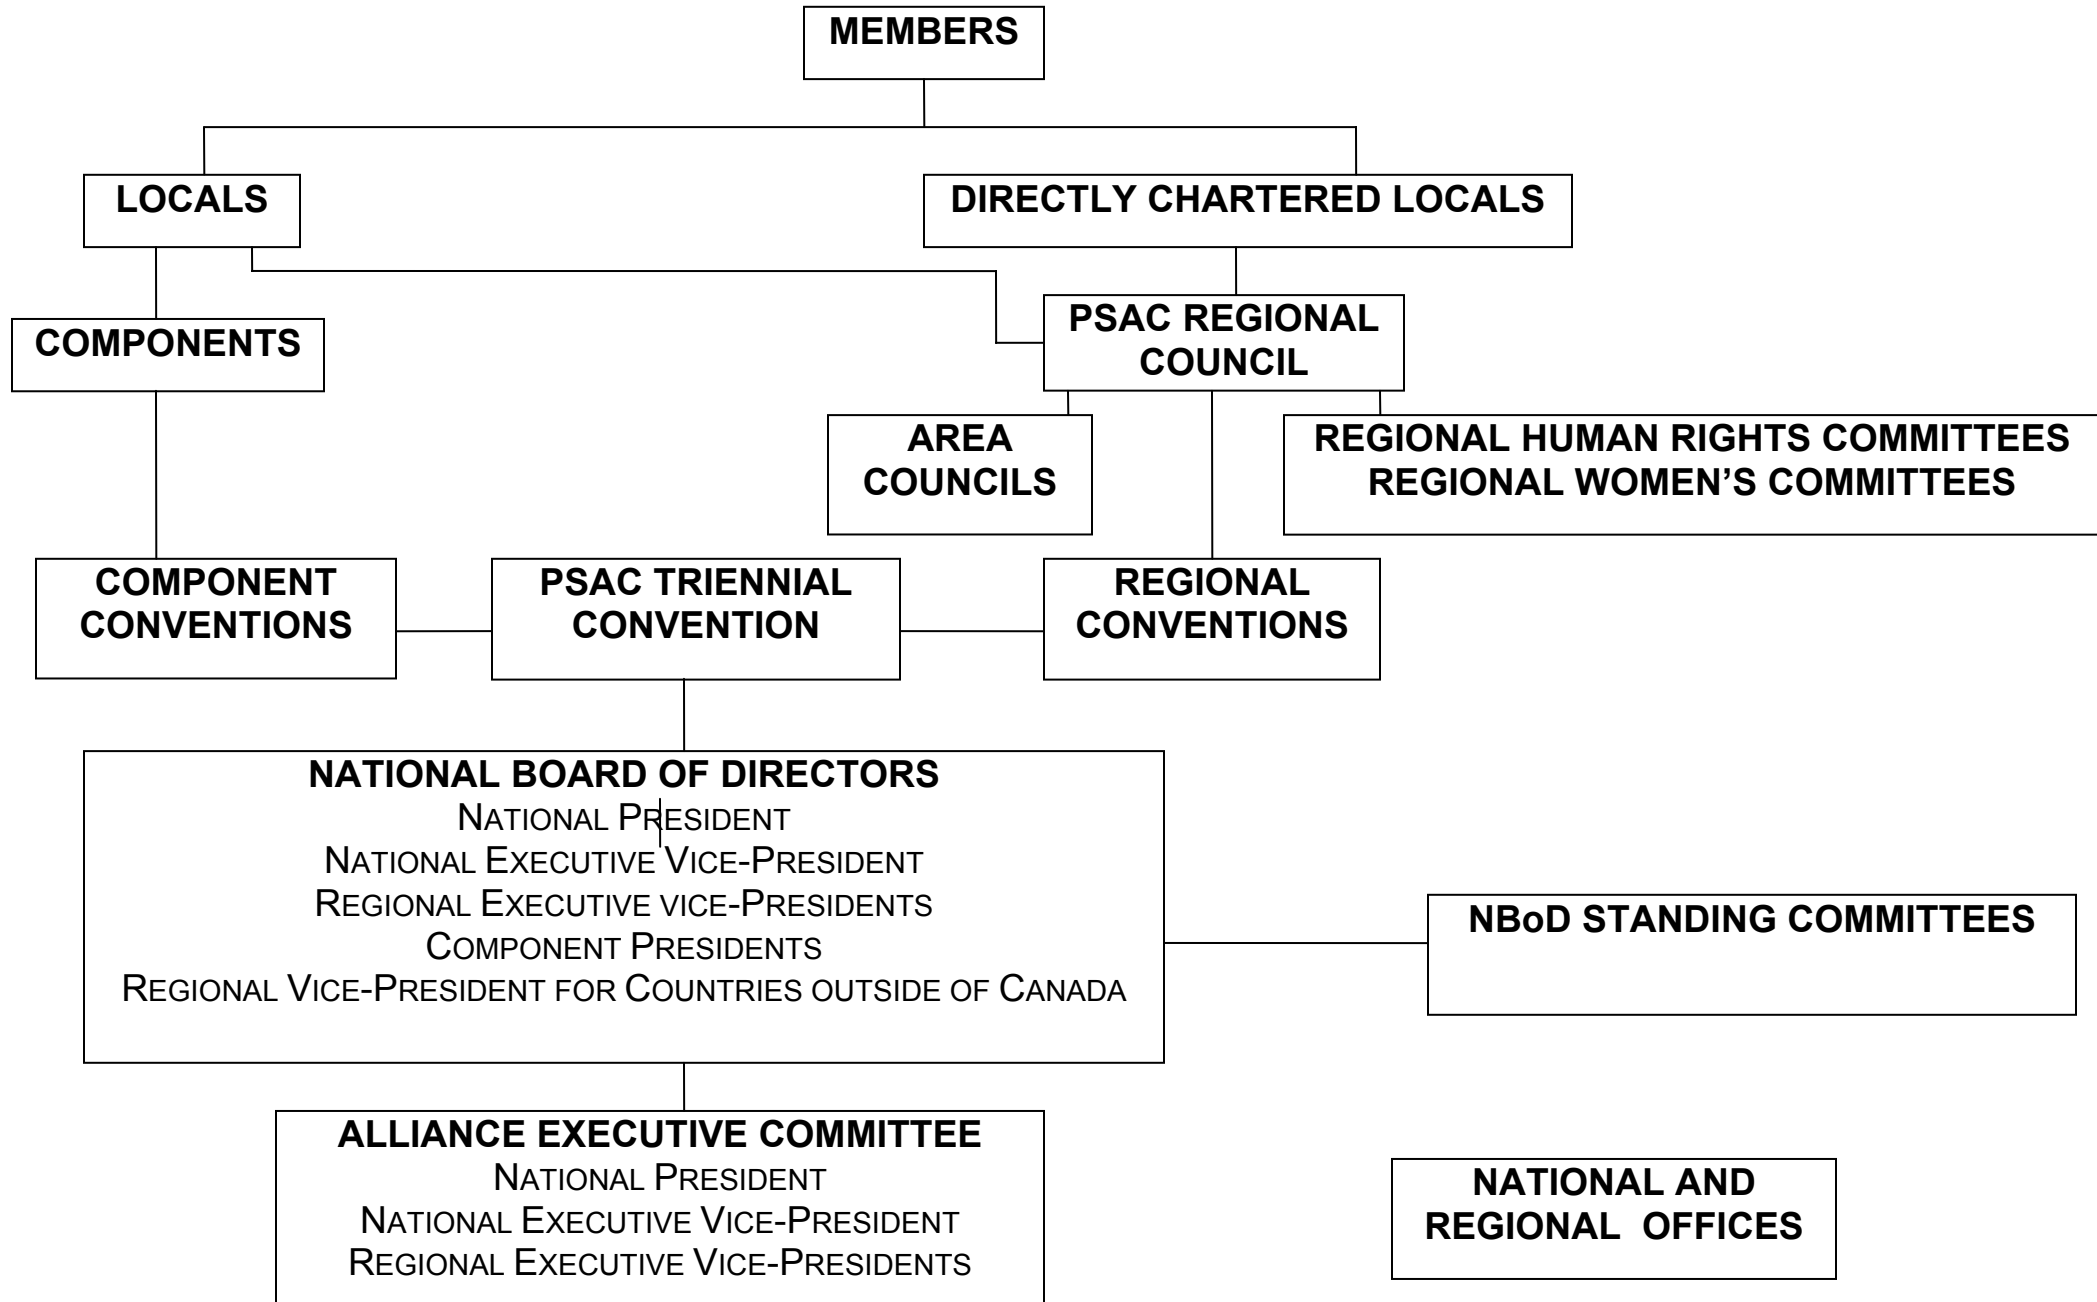 MEMBERS
LOCALS
DIRECTLY CHARTERED LOCALS
COMPONENTS
PSAC REGIONAL
COUNCIL
AREA
COUNCILS
REGIONAL HUMAN RIGHTS COMMITTEES
REGIONAL WOMEN’S COMMITTEES
COMPONENT
CONVENTIONS
PSAC TRIENNIAL
CONVENTION
REGIONAL
CONVENTIONS
NATIONAL BOARD OF DIRECTORS
NATIONAL PRESIDENT
NATIONAL EXECUTIVE VICE-PRESIDENT
REGIONAL EXECUTIVE VICE-PRESIDENTS
COMPONENT PRESIDENTS
REGIONAL VICE-PRESIDENT FOR COUNTRIES OUTSIDE OF CANADA
NBoD STANDING COMMITTEES
ALLIANCE EXECUTIVE COMMITTEE
NATIONAL PRESIDENT
NATIONAL EXECUTIVE VICE-PRESIDENT
REGIONAL EXECUTIVE VICE-PRESIDENTS
NATIONAL AND
REGIONAL OFFICES